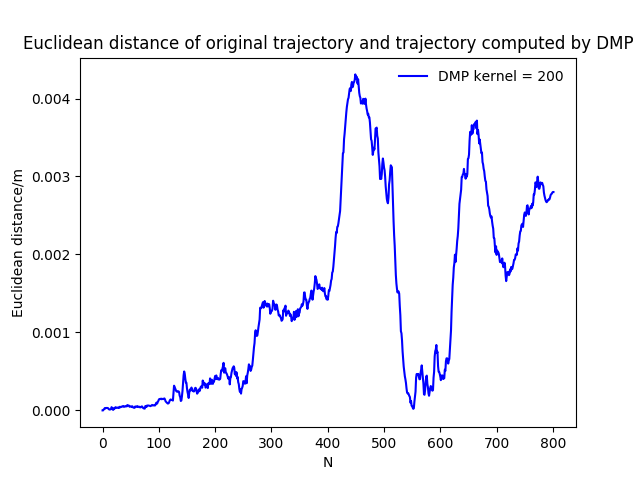 Euclidean distance of original trajectory and trajectory computed by DMP
DMP kernel = 200
0.004
0.003
0.002
0.001
0.000
Euclidean distance/m
0 100 200 300 400 500 600 700 800
N